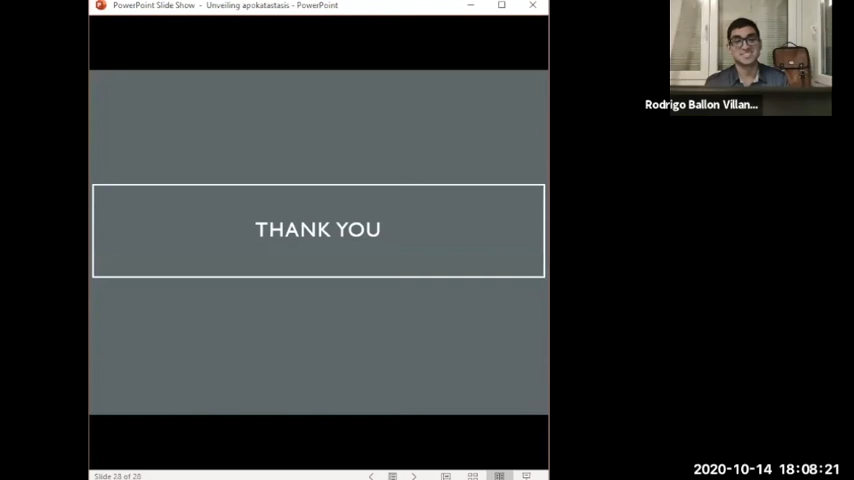 PowerPoint Slide Show - Unveiling apokatastasis - PowerPoint
Rodrigo Ballon Villan...
THANK YOU
Slide 28 of 28
2020-10-14 18:08:21